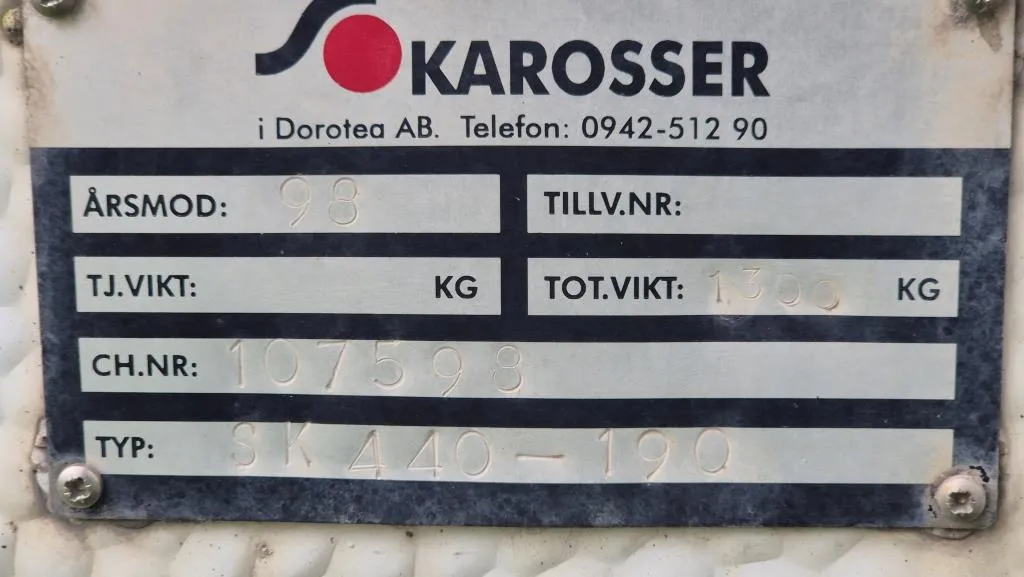 KAROSSER
i Dorotea AB. Telefon: 0942-512 90
ÅRSMOD: 98 TILLV.NR:
TJ.VIKT: KG TOT.VIKT: 1300 KG
CH.NR: 107598
TYP: SK 440-190